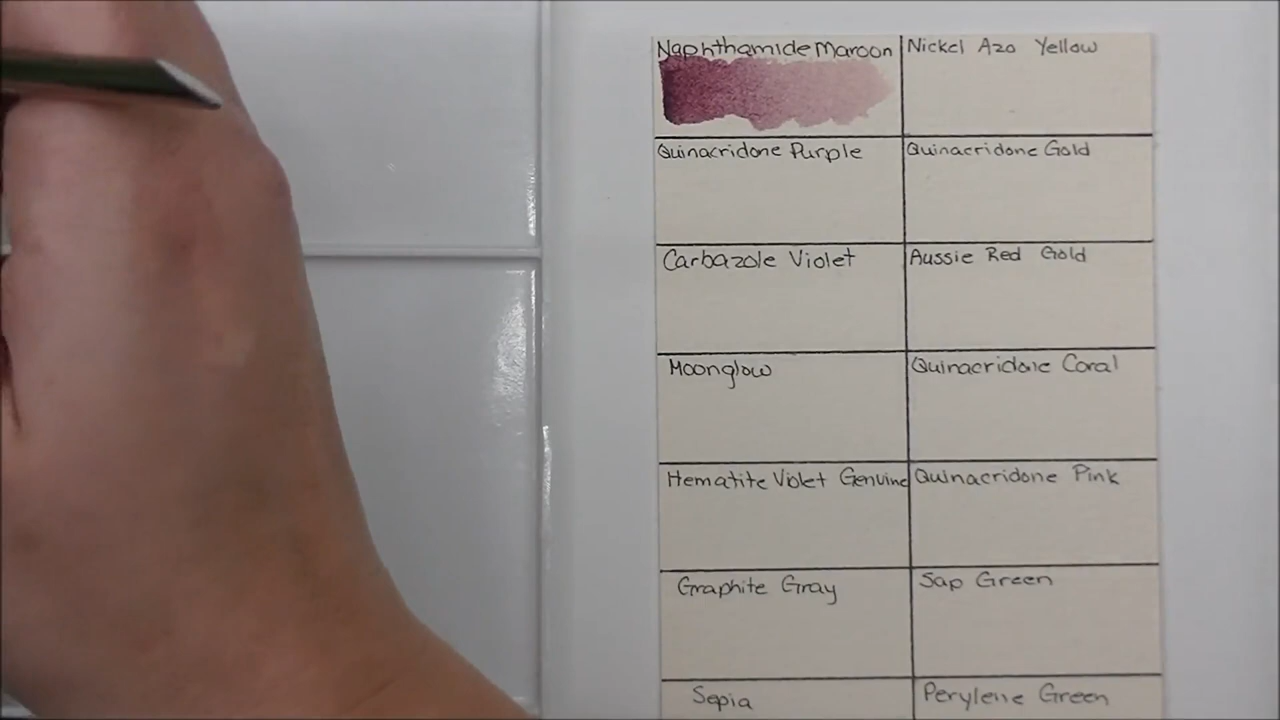 Naphthamide Maroon
Nickel Azo Yellow
Quinacridone Purple
Quinacridone Gold
Carbazole Violet
Aussie Red Gold
Moonglow
Quinacridone Coral
Hematite Violet Genuine
Quinacridone Pink
Graphite Gray
Sap Green
Sepia
Perylene Green